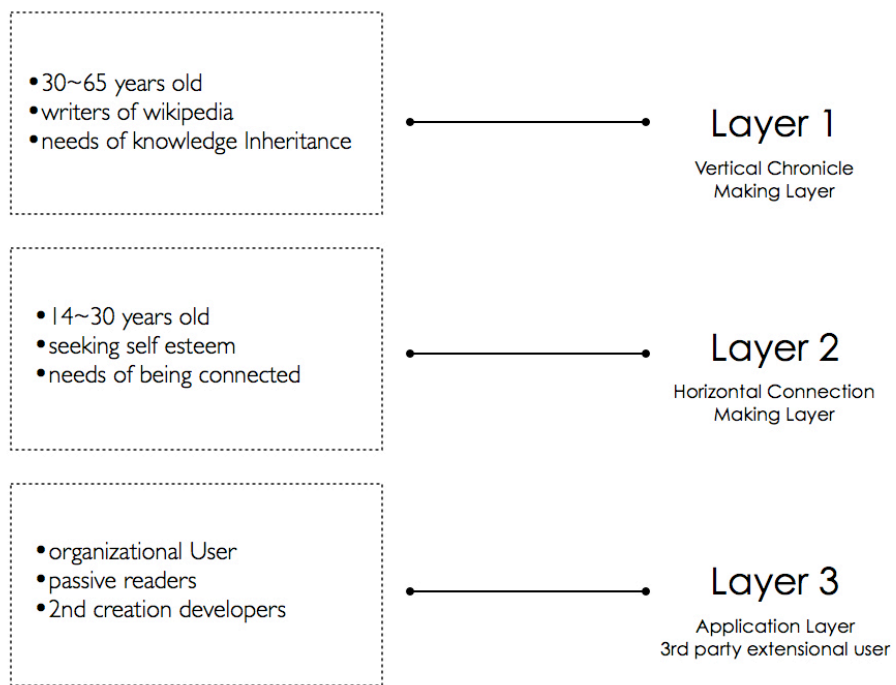 •30~65 years old
•writers of wikipedia
•needs of knowledge Inheritance
Layer 1
Vertical Chronicle
Making Layer
•14~30 years old
•seeking self esteem
•needs of being connected
Layer 2
Horizontal Connection
Making Layer
•organizational User
•passive readers
•2nd creation developers
Layer 3
Application Layer
3rd party extensional user